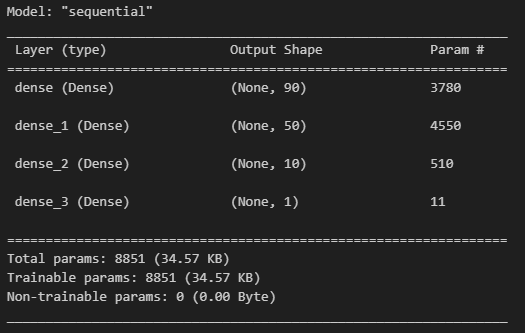 Model: "sequential"
_________________________________________________________________
Layer (type) Output Shape Param #
=================================================================
dense (Dense) (None, 90) 3780
dense_1 (Dense) (None, 50) 4550
dense_2 (Dense) (None, 10) 510
dense_3 (Dense) (None, 1) 11
=================================================================
Total params: 8851 (34.57 KB)
Trainable params: 8851 (34.57 KB)
Non-trainable params: 0 (0.00 Byte)
_________________________________________________________________